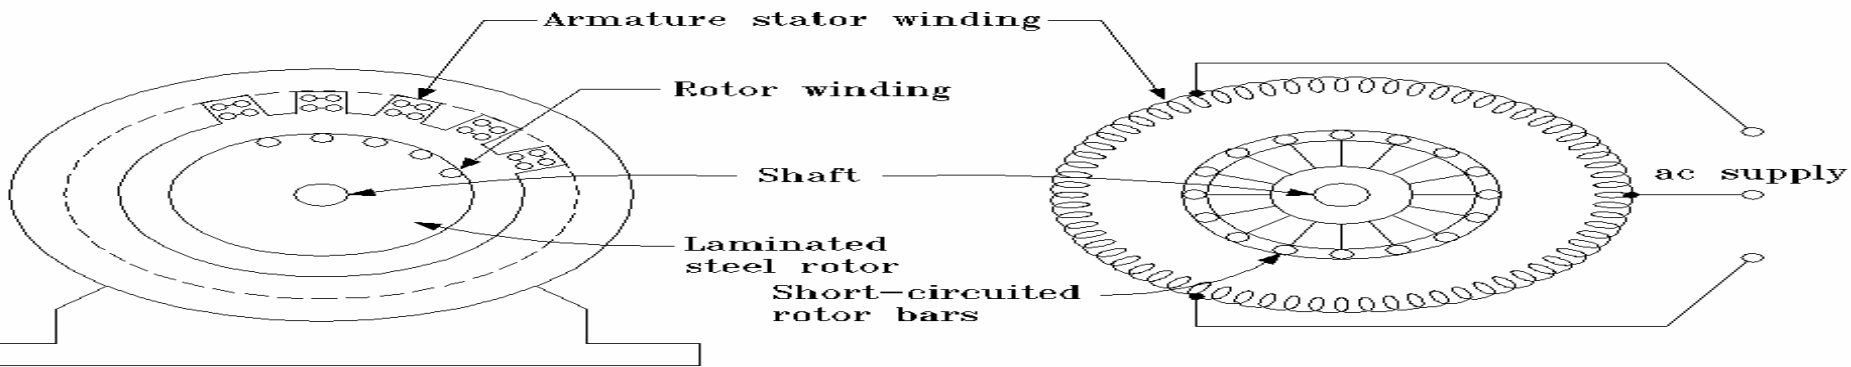 Armature stator winding
Rotor winding
Shaft
ac supply
Laminated
steel rotor
Short-circuited
rotor bars